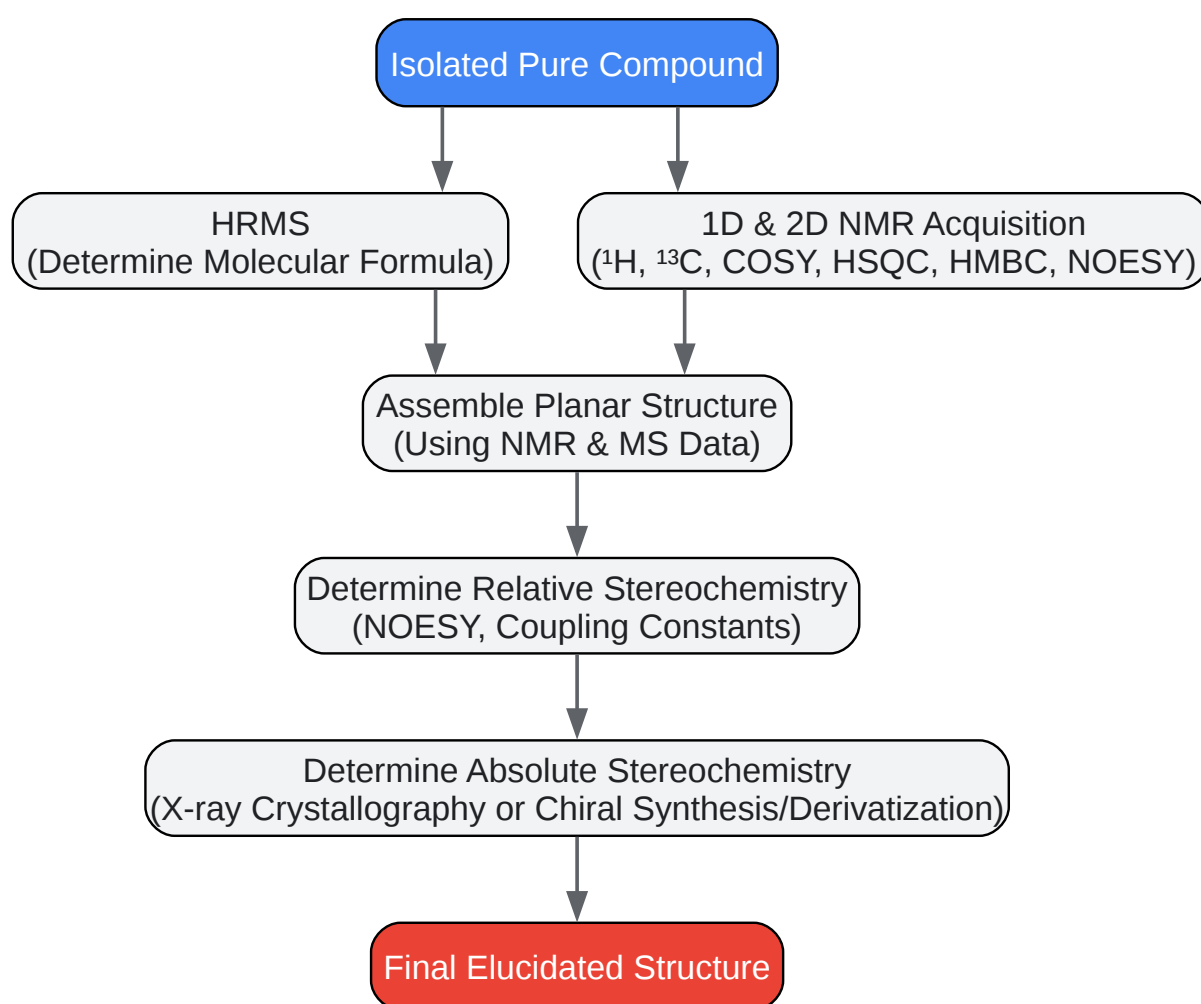 Isolated Pure Compound
HRMS
(Determine Molecular Formula)
1D & 2D NMR Acquisition
(¹H, ¹³C, COSY, HSQC, HMBC, NOESY)
Assemble Planar Structure
(Using NMR & MS Data)
Determine Relative Stereochemistry
(NOESY, Coupling Constants)
Determine Absolute Stereochemistry
(X-ray Crystallography or Chiral Synthesis/Derivatization)
Final Elucidated Structure